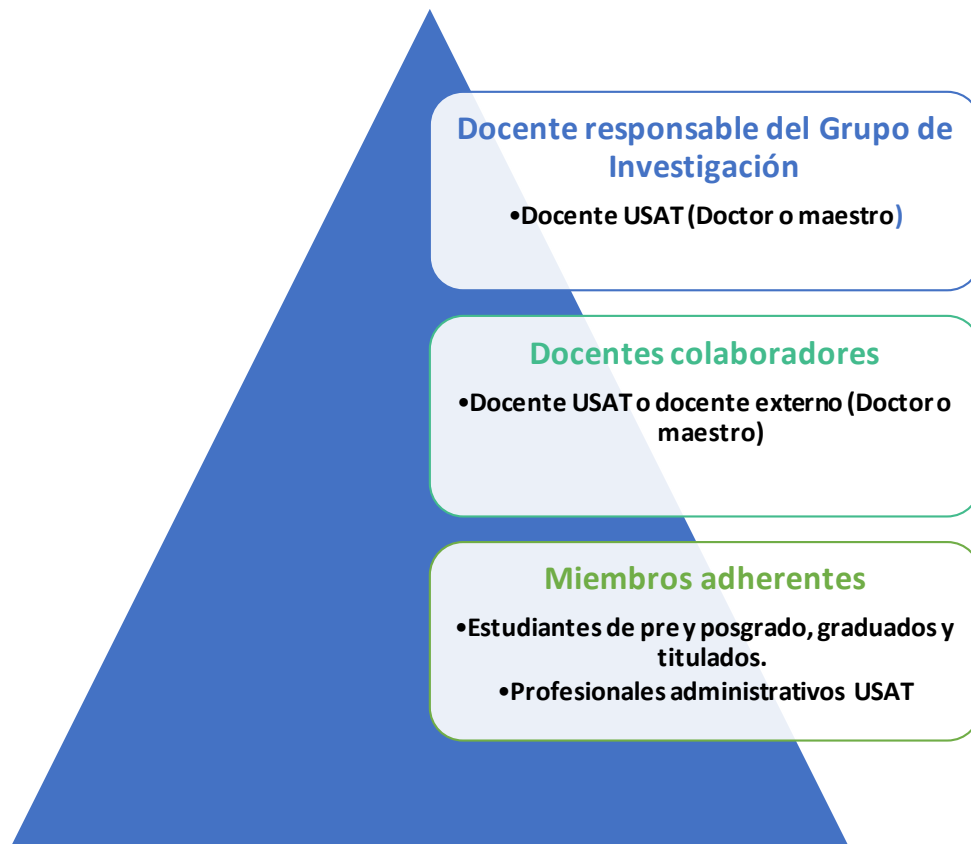 Docente responsable del Grupo de
Investigación
•Docente USAT (Doctor o maestro)
Docentes colaboradores
•Docente USAT o docente externo (Doctor o
maestro)
Miembros adherentes
•Estudiantes de pre y posgrado, graduados y
titulados.
•Profesionales administrativos USAT